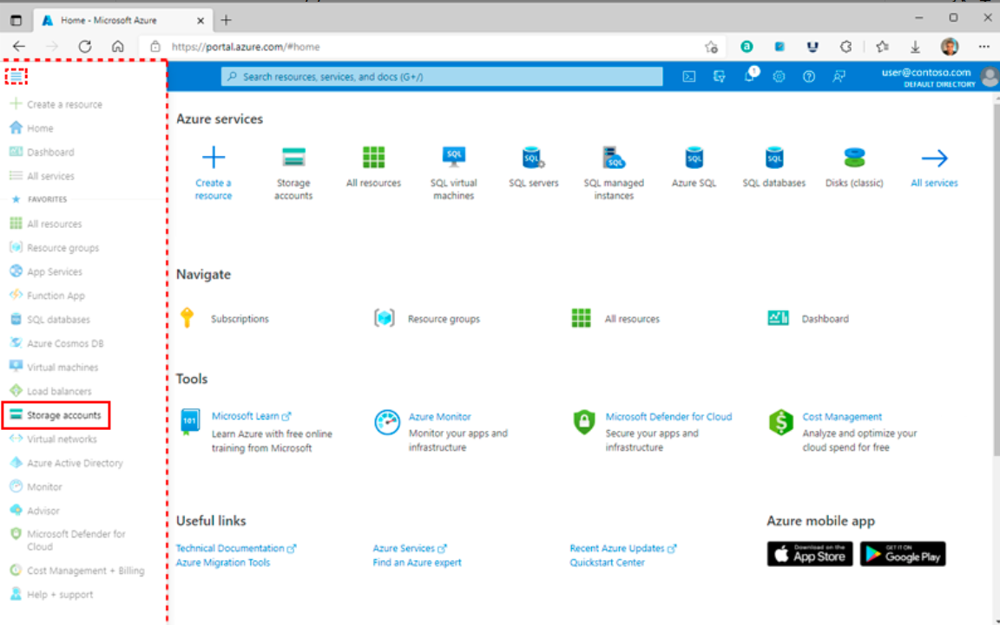 Home - Microsoft Azure
https://portal.azure.com/#home
Search resources, services, and docs (G+/)
1
user@contoso.com
DEFAULT DIRECTORY
Create a resource
Home
Dashboard
All services
FAVORITES
All resources
Resource groups
App Services
Function App
SQL databases
Azure Cosmos DB
Virtual machines
Load balancers
Storage accounts
Virtual networks
Azure Active Directory
Monitor
Advisor
Microsoft Defender for
Cloud
Cost Management + Billing
Help + support
Azure services
Create a
resource
Storage
accounts
All resources
SQL
SQL virtual
machines
SQL
SQL servers
SQL
SQL managed
instances
SQL
Azure SQL
SQL
SQL databases
Disks (classic)
All services
Navigate
Subscriptions
Resource groups
All resources
Dashboard
Tools
101
Microsoft Learn
Learn Azure with free online
training from Microsoft
Azure Monitor
Monitor your apps and
infrastructure
Microsoft Defender for Cloud
Secure your apps and
infrastructure
Cost Management
Analyze and optimize your
cloud spend for free
Useful links
Technical Documentation
Azure Migration Tools
Azure Services
Find an Azure expert
Recent Azure Updates
Quickstart Center
Azure mobile app
Download on the
App Store
GET IT ON
Google Play